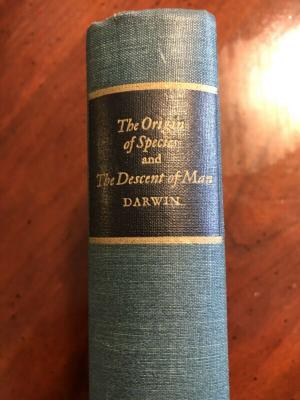 The Origin
of Species
and
The Descent of Man
DARWIN